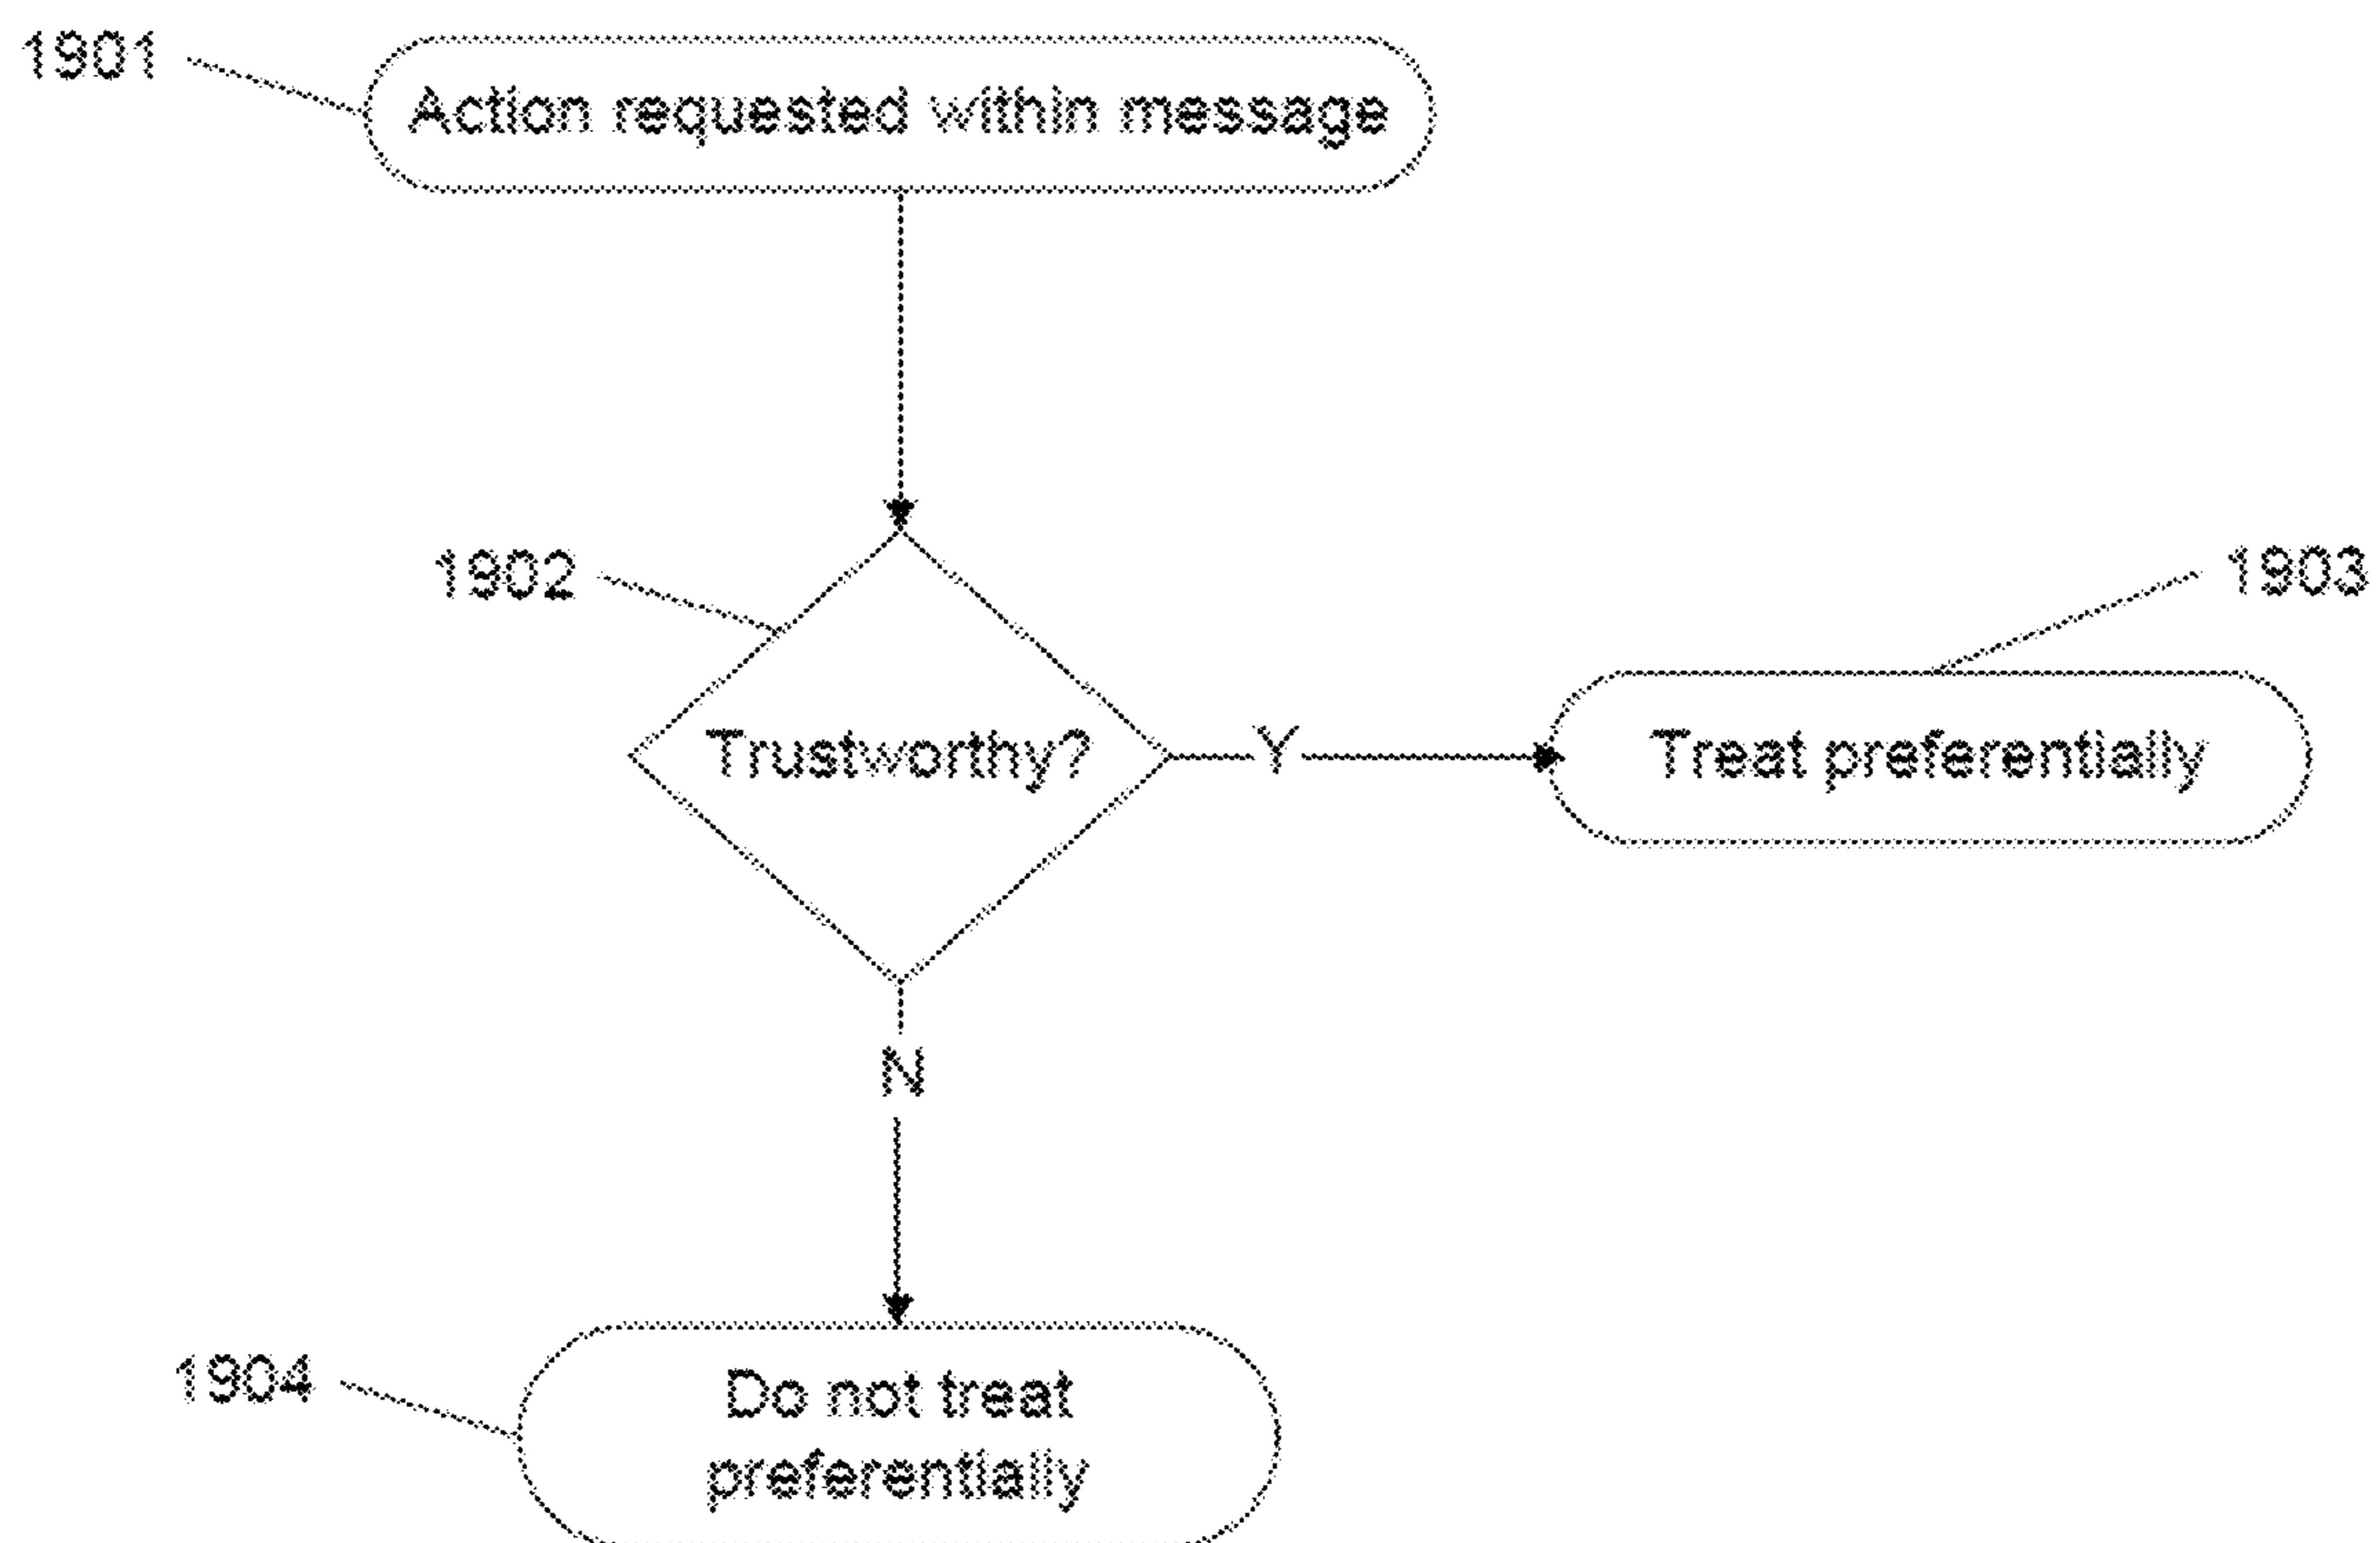 1901
Action requested within message
1902
1903
Trustworthy?
Y
Treat preferentially
N
1904
Do not treat
preferentially